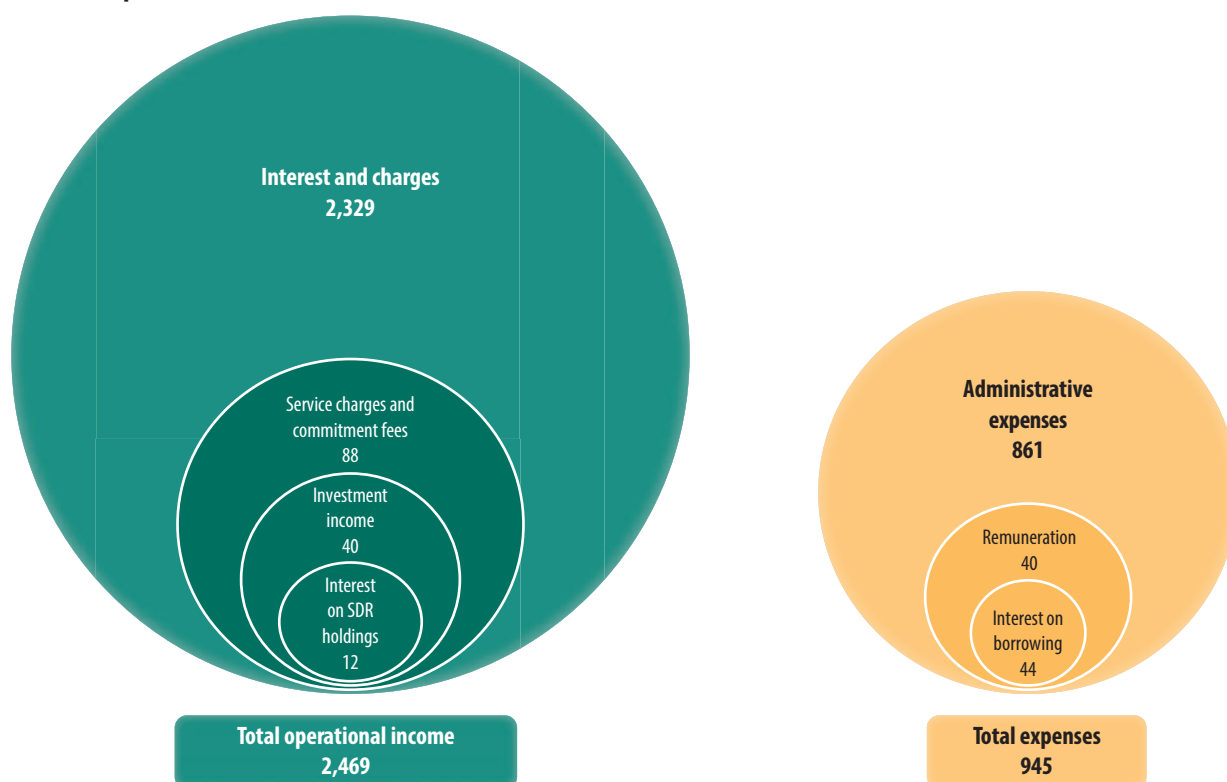 Interest and charges
2,329
Service charges and
commitment fees
88
Investment
income
40
Interest
on SDR
holdings
12
Total operational income
2,469
Administrative
expenses
861
Remuneration
40
Interest on
borrowing
44
Total expenses
945